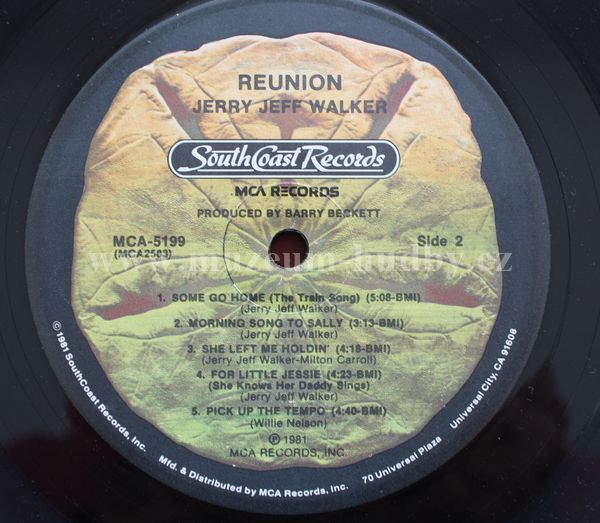 REUNION
JERRY JEFF WALKER
SouthCoast Records
MCA RECORDS
PRODUCED BY BARRY BECKETT
MCA-5199
(MCA2583)
Side 2
www.muzeum-hudby.cz
1. SOME GO HOME (The Train Song) (5:08-BMI)
(Jerry Jeff Walker)
2. MORNING SONG TO SALLY (3:13-BMI)
(Jerry Jeff Walker)
3. SHE LEFT ME HOLDIN' (4:18-BMI)
(Jerry Jeff Walker-Milton Carroll)
4. FOR LITTLE JESSIE (4:23-BMI)
(She Knows Her Daddy Sings)
(Jerry Jeff Walker)
5. PICK UP THE TEMPO (4:40-BMI)
(Willie Nelson)
℗ 1981
MCA RECORDS, INC.
© 1981 SouthCoast Records, Inc. Mfd. & Distributed by MCA Records, Inc. 70 Universal Plaza Universal City, CA 91608